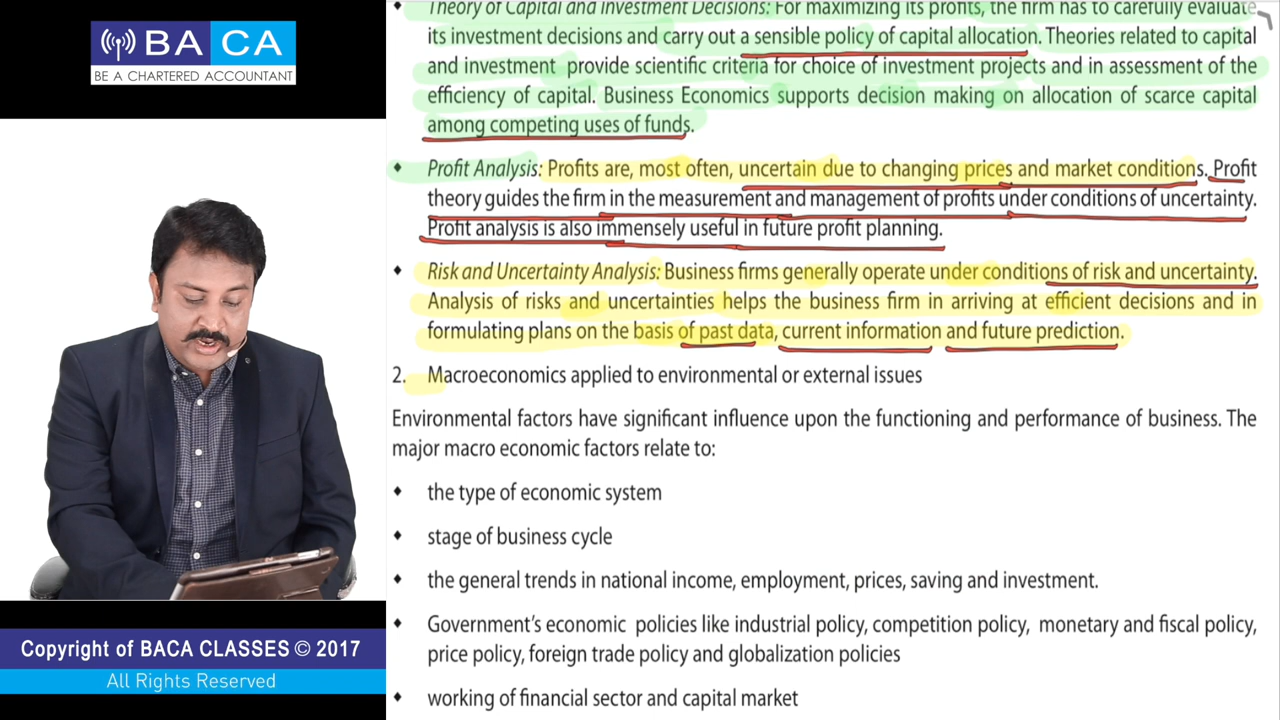 BA CA
BE A CHARTERED ACCOUNTANT
Theory of Capital and Investment Decisions: For maximizing its profits, the firm has to carefully evaluate
its investment decisions and carry out a sensible policy of capital allocation. Theories related to capital
and investment provide scientific criteria for choice of investment projects and in assessment of the
efficiency of capital. Business Economics supports decision making on allocation of scarce capital
among competing uses of funds.
Profit Analysis: Profits are, most often, uncertain due to changing prices and market conditions. Profit
theory guides the firm in the measurement and management of profits under conditions of uncertainty.
Profit analysis is also immensely useful in future profit planning.
Risk and Uncertainty Analysis: Business firms generally operate under conditions of risk and uncertainty.
Analysis of risks and uncertainties helps the business firm in arriving at efficient decisions and in
formulating plans on the basis of past data, current information and future prediction.
2. Macroeconomics applied to environmental or external issues
Environmental factors have significant influence upon the functioning and performance of business. The
major macro economic factors relate to:
the type of economic system
stage of business cycle
the general trends in national income, employment, prices, saving and investment.
Government's economic policies like industrial policy, competition policy, monetary and fiscal policy,
price policy, foreign trade policy and globalization policies
working of financial sector and capital market
Copyright of BACA CLASSES © 2017
All Rights Reserved